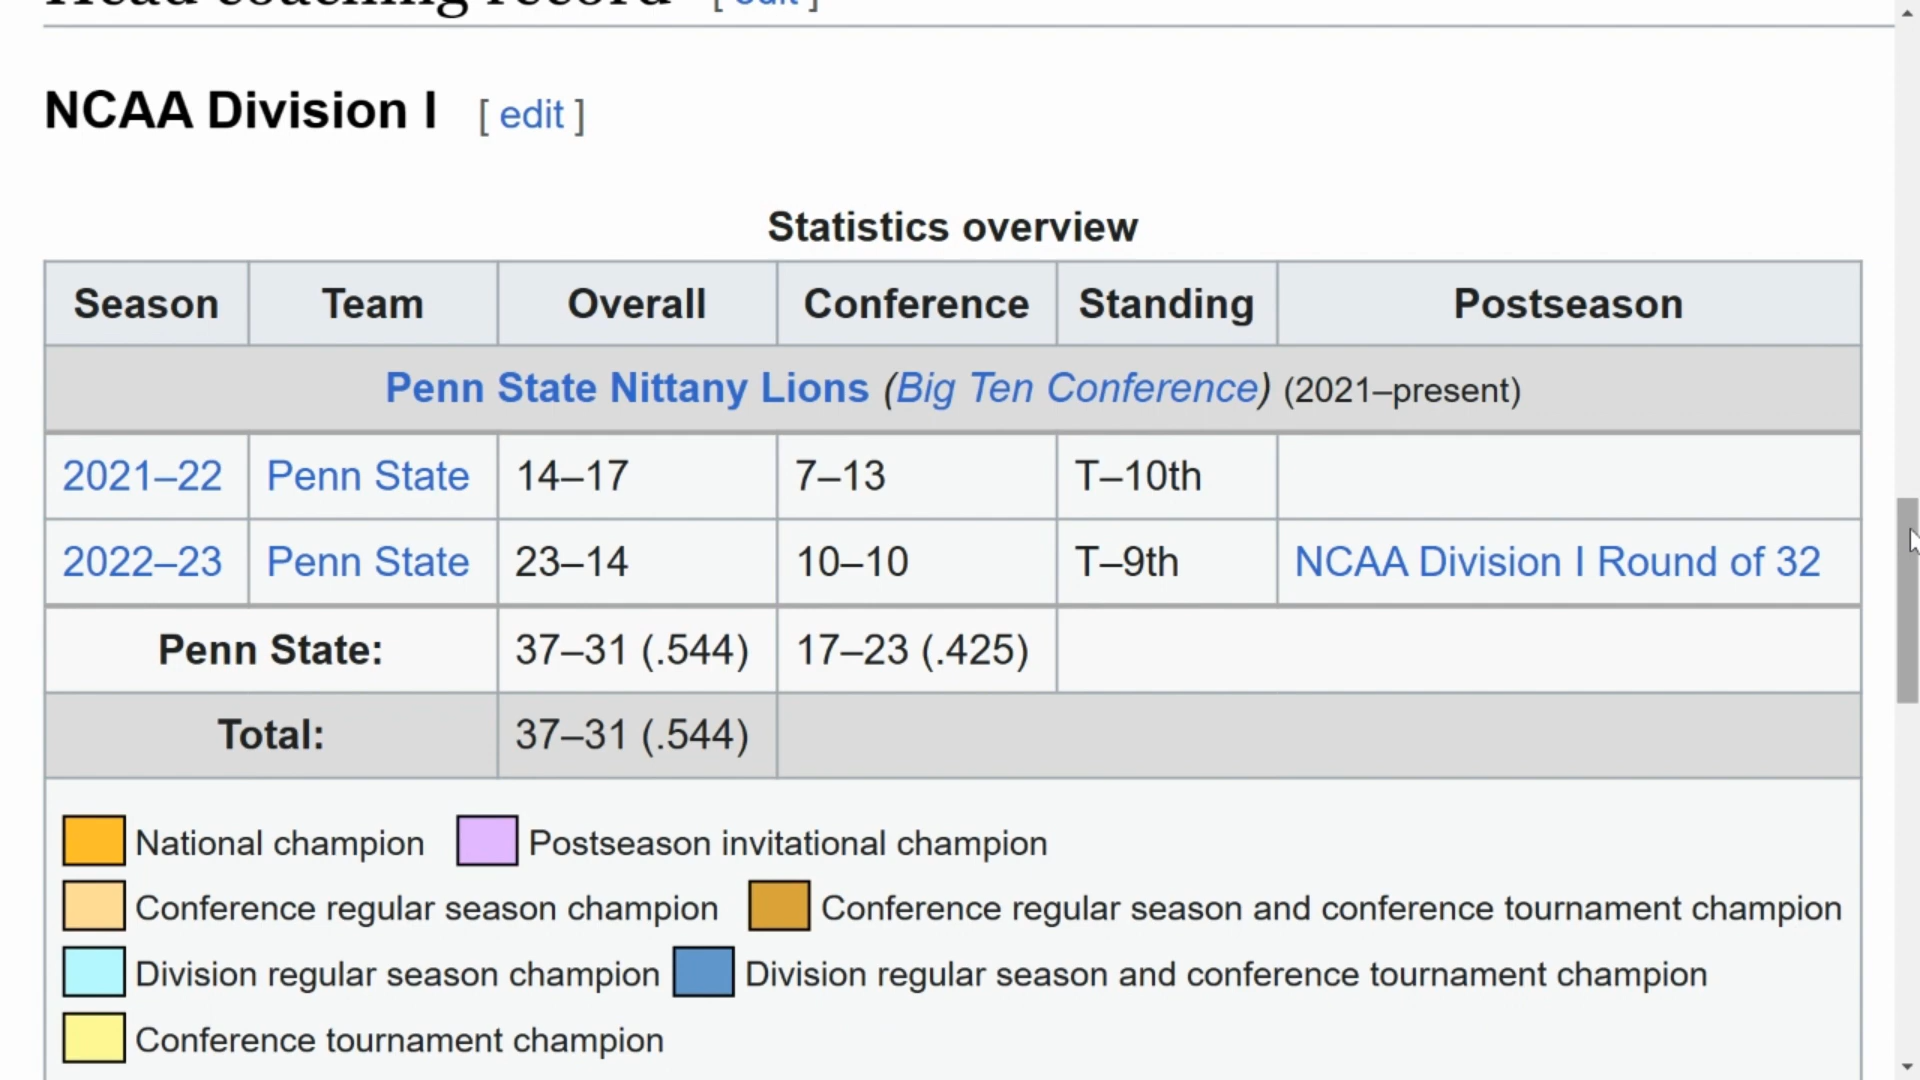 Head coaching record [ edit ]
NCAA Division I [ edit ]
Statistics overview
Season Team Overall Conference Standing Postseason
Penn State Nittany Lions (Big Ten Conference) (2021–present)
2021–22 Penn State 14–17 7–13 T–10th
2022–23 Penn State 23–14 10–10 T–9th NCAA Division I Round of 32
Penn State: 37–31 (.544) 17–23 (.425)
Total: 37–31 (.544)
National champion Postseason invitational champion
Conference regular season champion Conference regular season and conference tournament champion
Division regular season champion Division regular season and conference tournament champion
Conference tournament champion